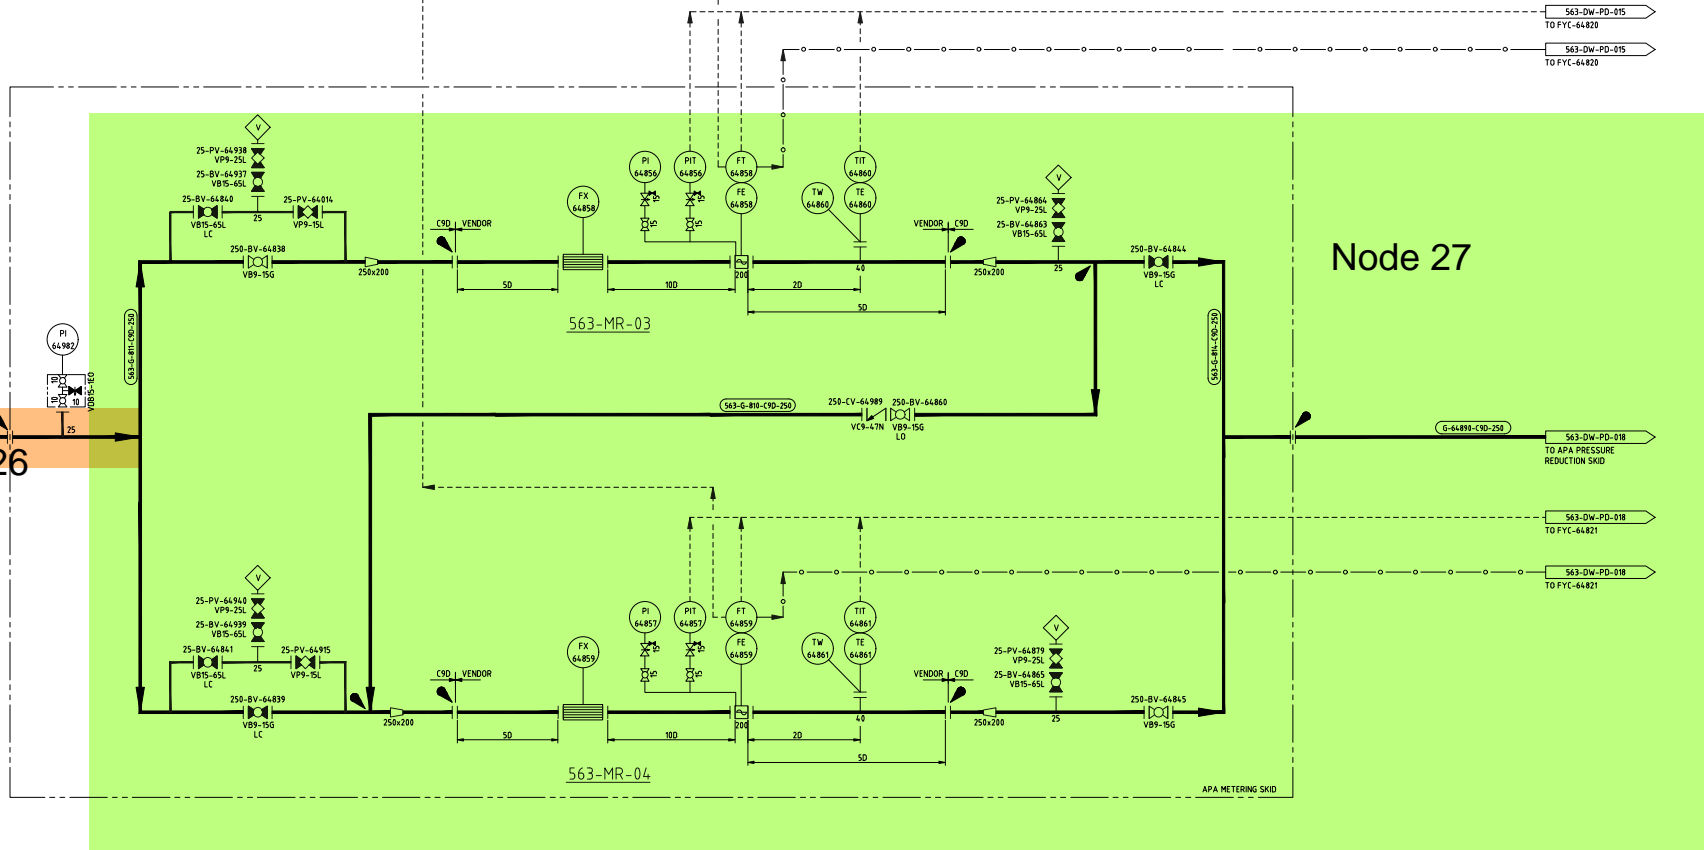 563-DW-PD-015
TO FYC-64820
563-DW-PD-015
TO FYC-64820
V
25-PV-64938
VP9-25L
25-BV-64937
VB15-65L
25-BV-64840
VB15-65L
LC
25
25-PV-64014
VP9-15L
250-BV-64838
VB9-15G
250x200
C9D
VENDOR
FX
64858
PI
64856
PIT
64856
FT
64858
FE
64858
15
15
15
15
TW
64860
TIT
64860
TE
64860
200
40
5D
10D
2D
5D
563-MR-03
VENDOR
C9D
250x200
V
25-PV-64864
VP9-25L
25-BV-64863
VB15-65L
25
250-BV-64844
VB9-15G
LC
Node 27
563-G-811-C9D-250
563-G-814-C9D-250
PI
64982
10
10
10
VDB15-1EO
25
26
563-G-810-C9D-250
250-CV-64989
VC9-47N
250-BV-64860
VB9-15G
LO
G-64890-C9D-250
563-DW-PD-018
TO APA PRESSURE
REDUCTION SKID
563-DW-PD-018
TO FYC-64821
563-DW-PD-018
TO FYC-64821
V
25-PV-64940
VP9-25L
25-BV-64939
VB15-65L
25-BV-64841
VB15-65L
LC
25
25-PV-64915
VP9-15L
250-BV-64839
VB9-15G
LC
250x200
C9D
VENDOR
FX
64859
PI
64857
PIT
64857
FT
64859
FE
64859
15
15
15
15
TW
64861
TIT
64861
TE
64861
200
40
5D
10D
2D
5D
563-MR-04
VENDOR
C9D
250x200
V
25-PV-64879
VP9-25L
25-BV-64865
VB15-65L
25
250-BV-64845
VB9-15G
APA METERING SKID